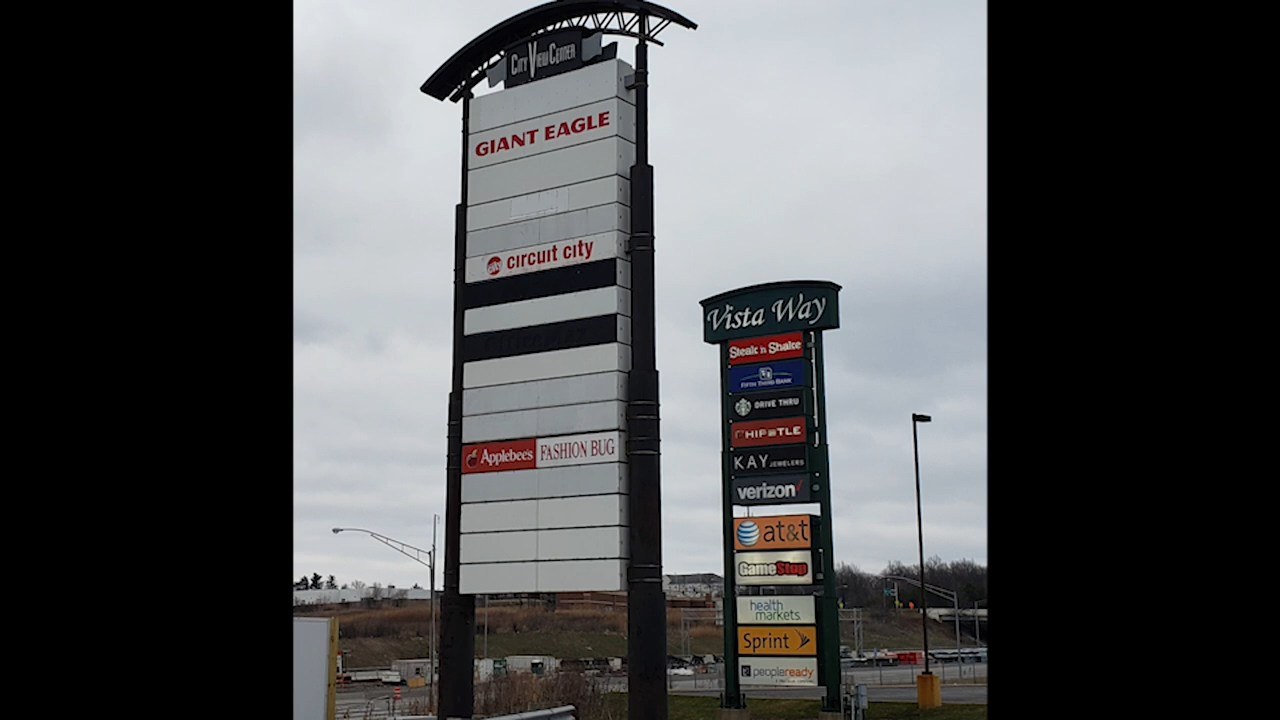 City View Center
GIANT EAGLE
circuit city
Applebee's FASHION BUG
Vista Way
Steak 'n Shake
FIFTH THIRD BANK
DRIVE THRU
CHIPOTLE
KAY JEWELERS
verizon
at&t
GameStop
health
markets
Sprint
peopleready